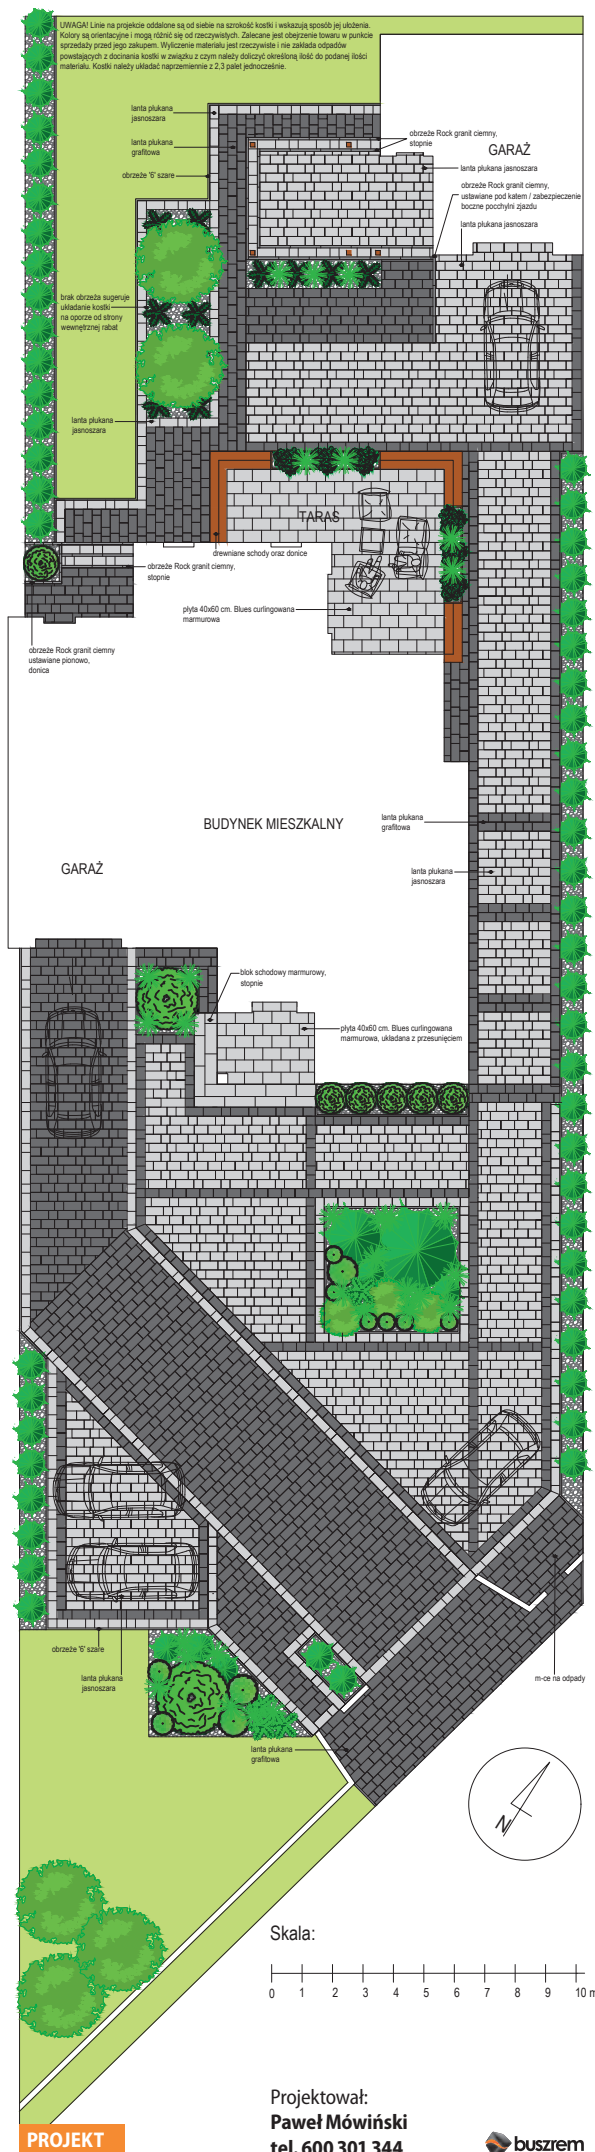 UWAGA! Linie na projekcie oddalone są od siebie na szrokość kostki i wskazują sposób jej ułożenia.
Kolory są orientacyjne i mogą różnić się od rzeczywistych. Zalecane jest obejrzenie towaru w punkcie
sprzedaży przed jego zakupem. Wyliczenie materiału jest rzeczywiste i nie zakłada odpadów
powstających z docinania kostki w związku z czym należy doliczyć określoną ilość do podanej ilości
materiału. Kostki należy układać naprzemiennie z 2,3 palet jednocześnie.
lanta płukana
jasnoszara
obrzeże Rock granit ciemny,
stopnie
lanta płukana
grafitowa
GARAŻ
lanta płukana jasnoszara
obrzeże '6' szare
obrzeże Rock granit ciemny,
ustawiane pod katem / zabezpieczenie
boczne pocchylni zjazdu
lanta płukana jasnoszara
brak obrzeża sugeruje
układanie kostki
na oporze od strony
wewnętrznej rabat
lanta płukana
jasnoszara
TARAS
drewniane schody oraz donice
obrzeże Rock granit ciemny,
stopnie
płyta 40x60 cm. Blues curlingowana
marmurowa
obrzeże Rock granit ciemny
ustawiane pionowo,
donica
lanta płukana
grafitowa
BUDYNEK MIESZKALNY
GARAŻ
lanta płukana
jasnoszara
blok schodowy marmurowy,
stopnie
płyta 40x60 cm. Blues curlingowana
marmurowa, układana z przesunięciem
obrzeże '6' szare
lanta płukana
jasnoszara
m-ce na odpady
lanta płukana
grafitowa
N
Skala:
0 1 2 3 4 5 6 7 8 9 10 m
Projektował:
Paweł Mówiński
PROJEKT
buszrem
tel. 600 301 344